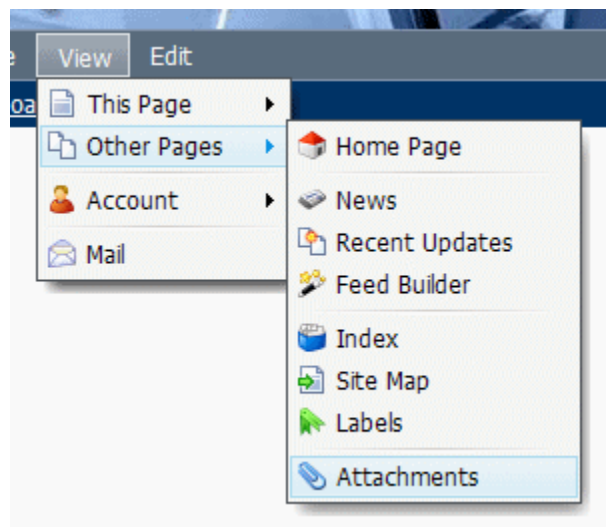 View Edit
This Page
Other Pages
Account
Mail
Home Page
News
Recent Updates
Feed Builder
Index
Site Map
Labels
Attachments